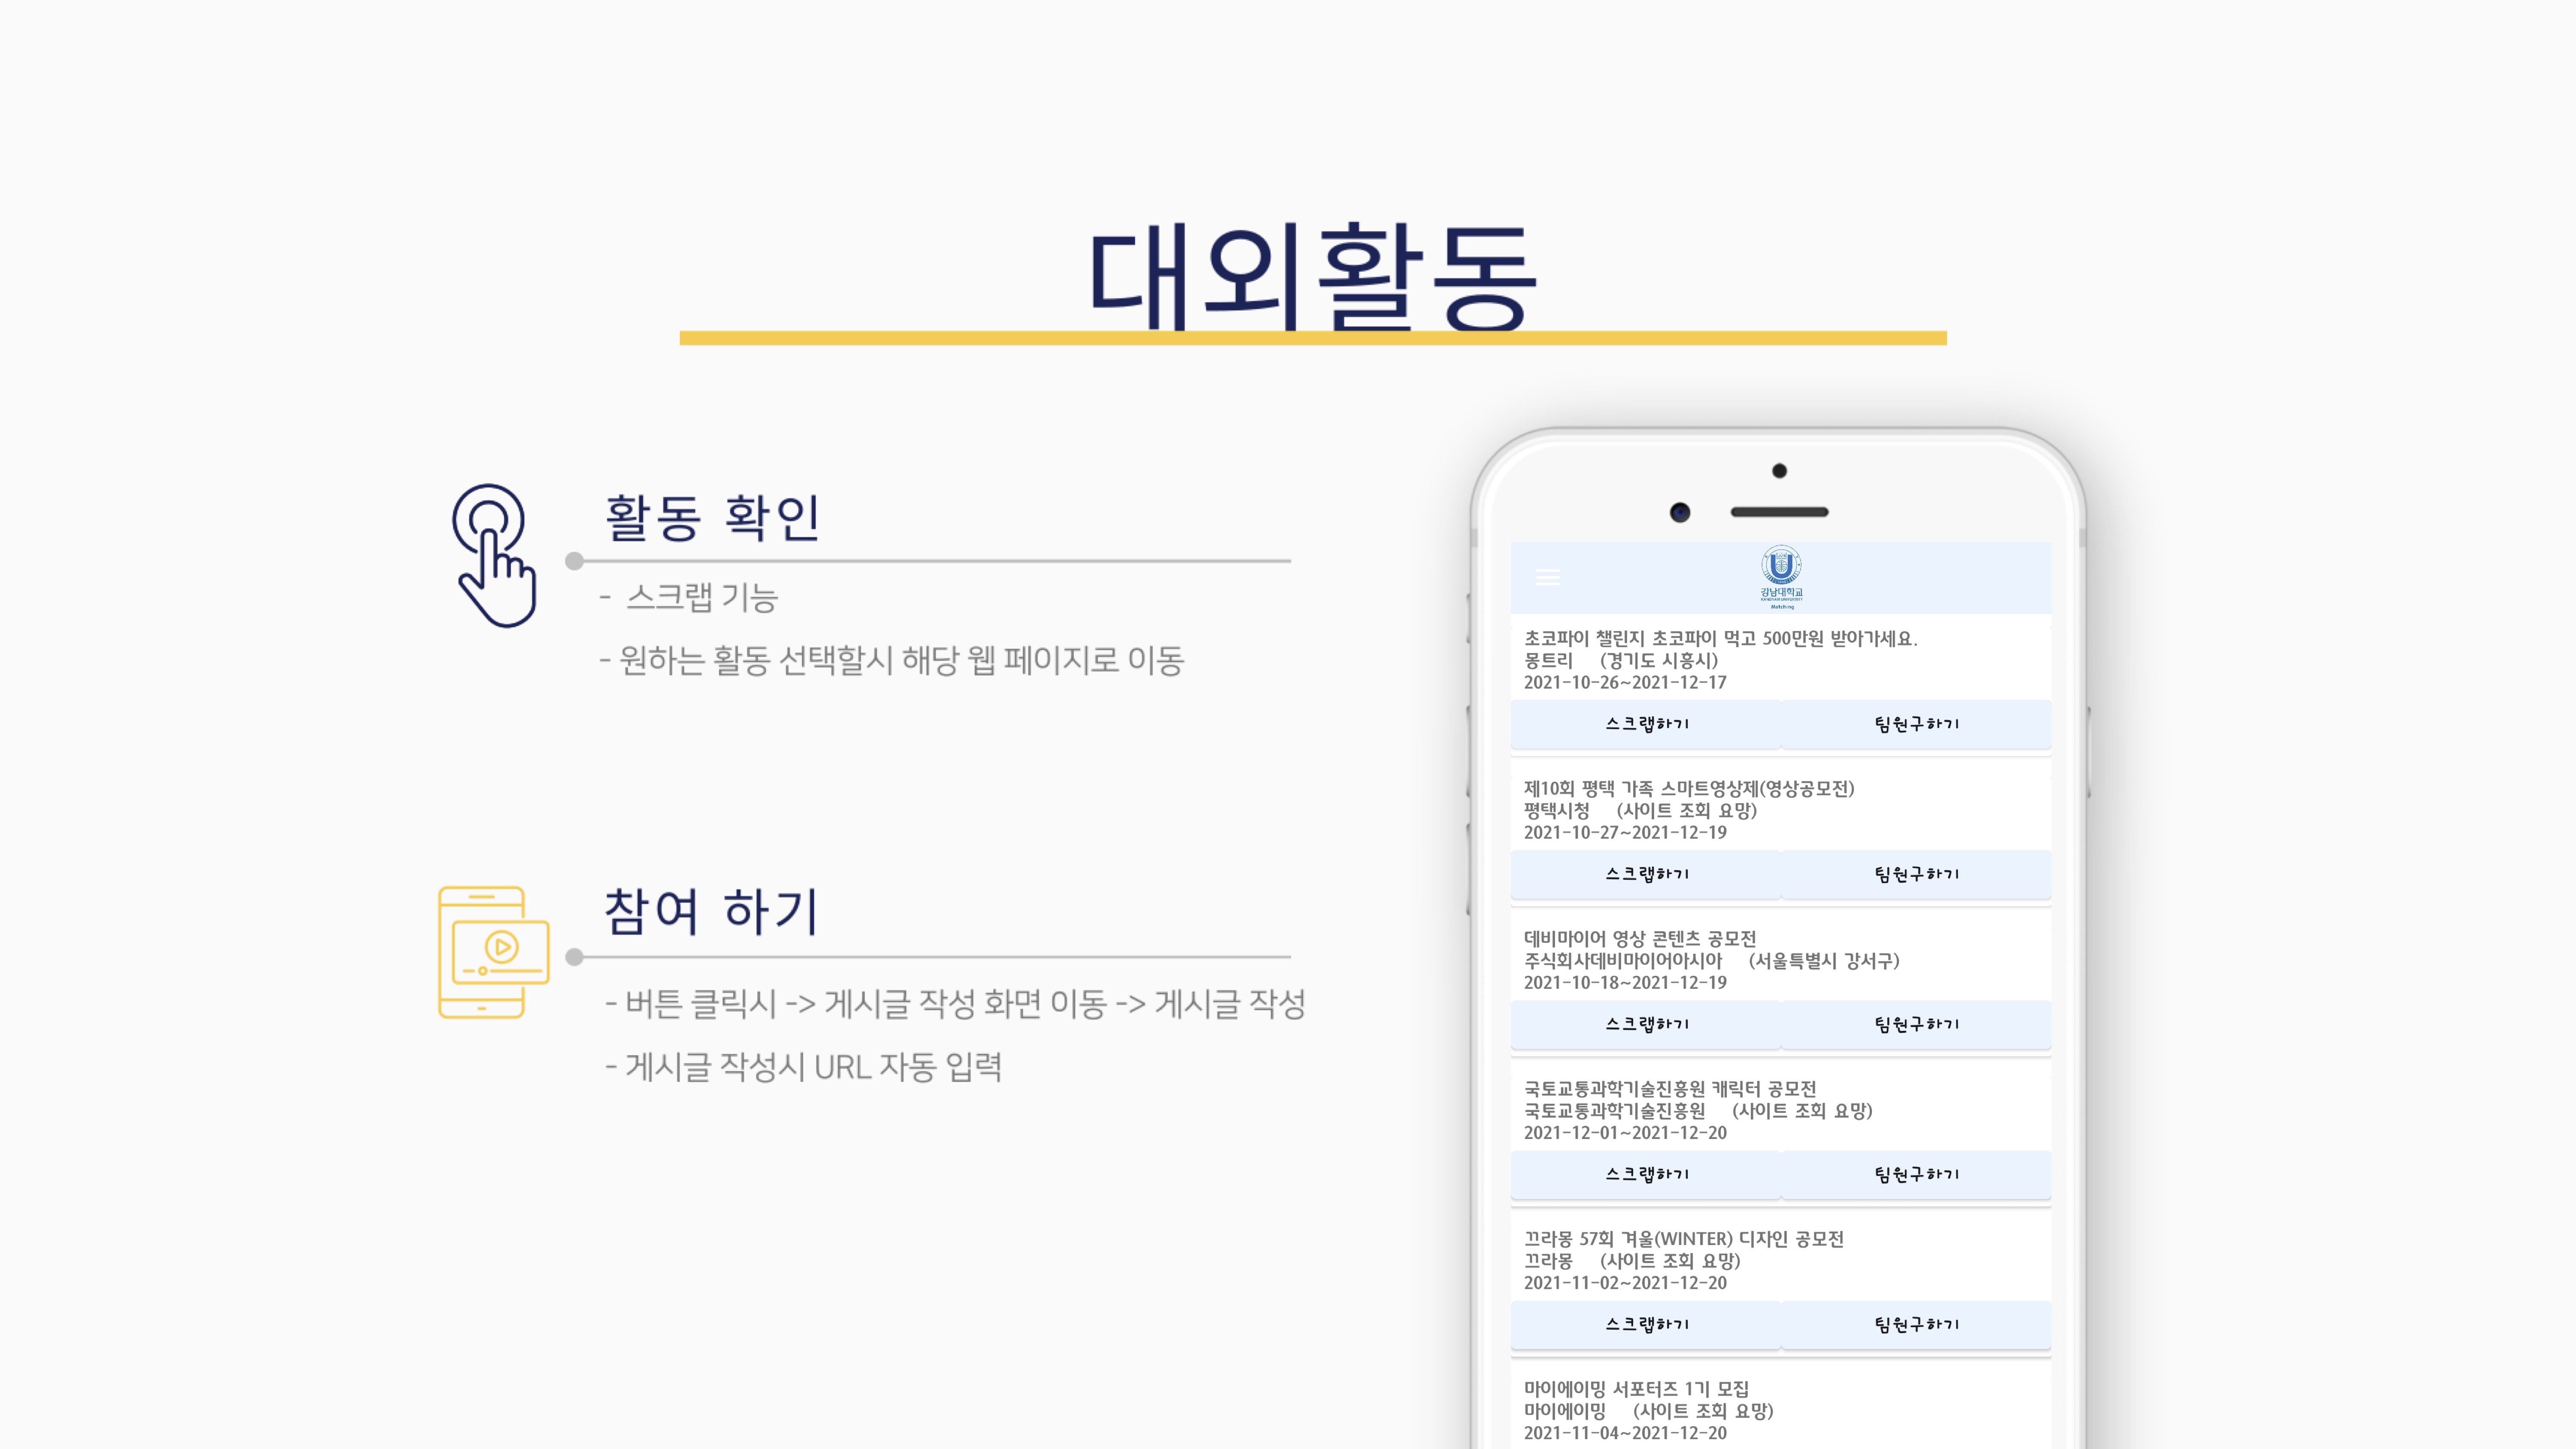 대외활동
활동 확인
- 스크랩 기능
- 원하는 활동 선택할시 해당 웹 페이지로 이동
참여 하기
- 버튼 클릭시 -> 게시글 작성 화면 이동 -> 게시글 작성
- 게시글 작성시 URL 자동 입력
강남대학교
Matching
초코파이 챌린지 초코파이 먹고 500만원 받아가세요.
몽트리 (경기도 시흥시)
2021-10-26~2021-12-17
스크랩하기 팀원구하기
제10회 평택 가족 스마트영상제(영상공모전)
평택시청 (사이트 조회 요망)
2021-10-27~2021-12-19
스크랩하기 팀원구하기
데비마이어 영상 콘텐츠 공모전
주식회사데비마이어아시아 (서울특별시 강서구)
2021-10-18~2021-12-19
스크랩하기 팀원구하기
국토교통과학기술진흥원 캐릭터 공모전
국토교통과학기술진흥원 (사이트 조회 요망)
2021-12-01~2021-12-20
스크랩하기 팀원구하기
끄라몽 57회 겨울(WINTER) 디자인 공모전
끄라몽 (사이트 조회 요망)
2021-11-02~2021-12-20
스크랩하기 팀원구하기
마이에이밍 서포터즈 1기 모집
마이에이밍 (사이트 조회 요망)
2021-11-04~2021-12-20